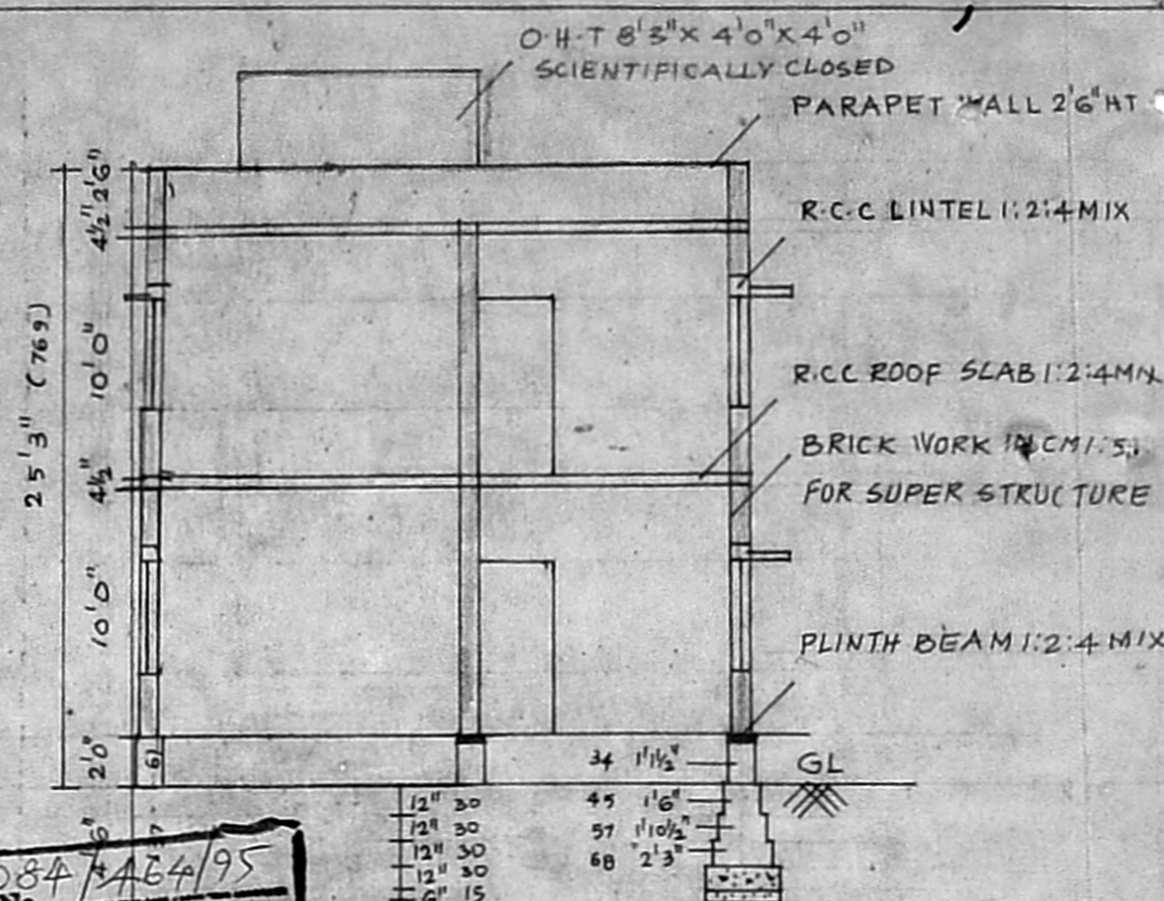 O·H·T 8'3" X 4'0" X 4'0"
SCIENTIFICALLY CLOSED
PARAPET WALL 2'6" HT
R·C·C LINTEL 1:2:4 MIX
R.CC ROOF SLAB 1:2:4 MIX
BRICK WORK IN CM 1:5,
FOR SUPER STRUCTURE
PLINTH BEAM 1:2:4 MIX
GL
2'6"
4½"
10'0"
4½"
10'0"
2'0"
25'3" (769)
34 1'1½"
45 1'6"
57 1'10½"
68 2'3"
12" 30
12" 30
12" 30
12" 30
6" 15